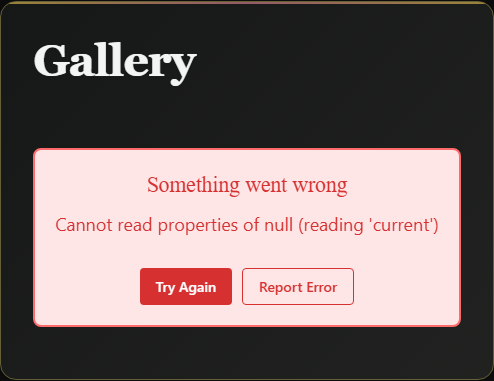 Gallery
Something went wrong
Cannot read properties of null (reading 'current')
Try Again
Report Error